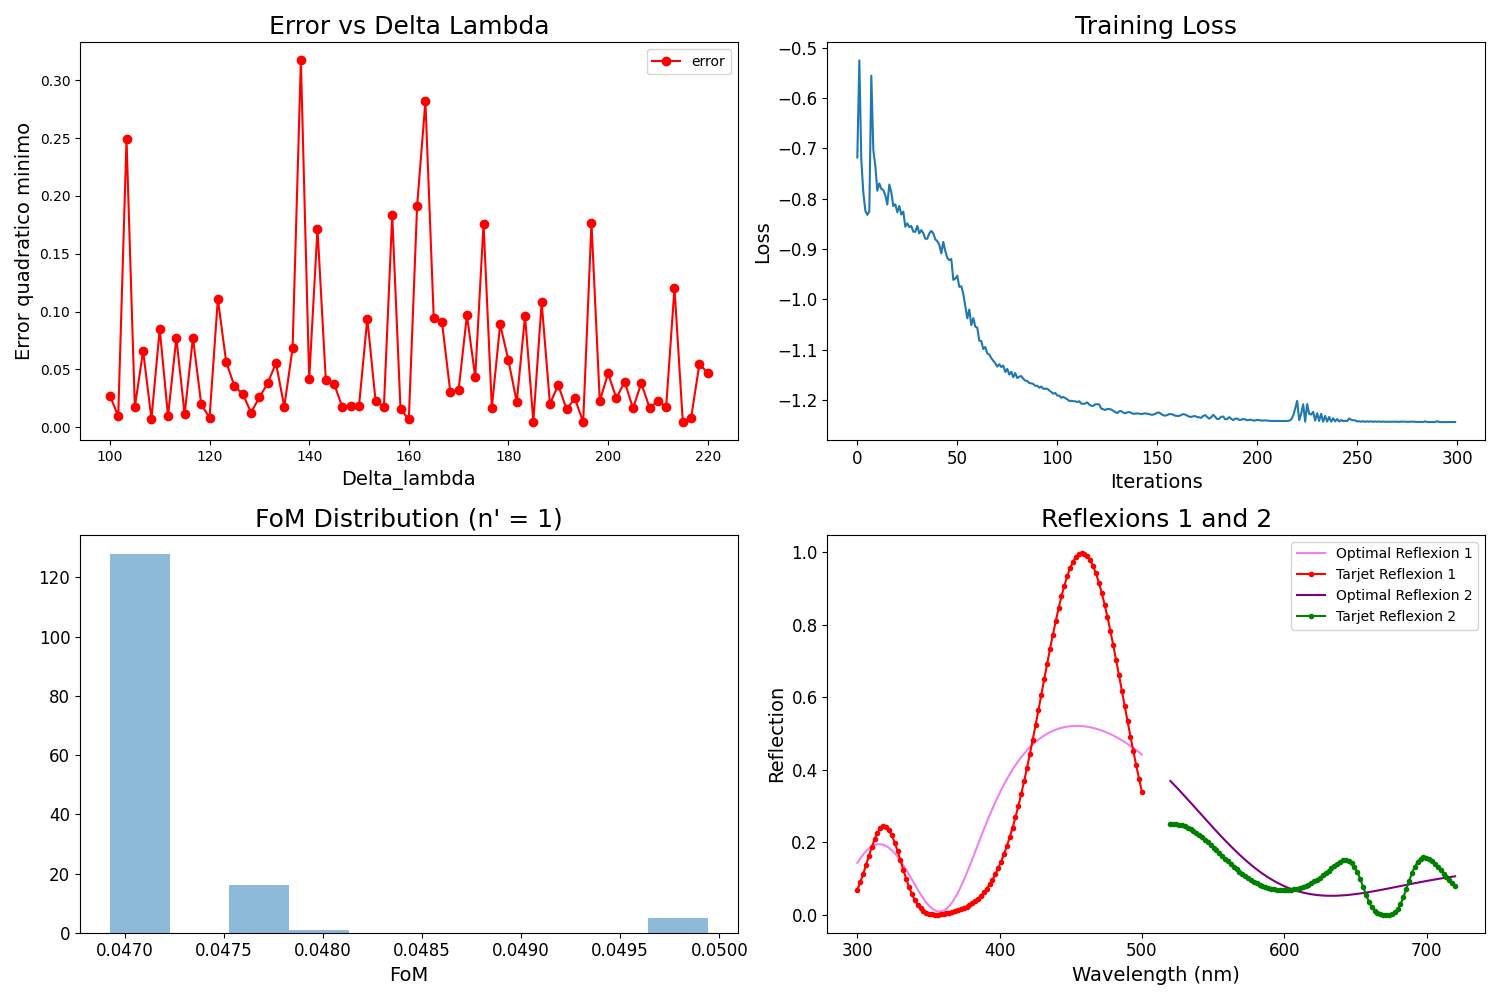 Error vs Delta Lambda
error
Error quadratico minimo
0.30
0.25
0.20
0.15
0.10
0.05
0.00
100 120 140 160 180 200 220
Delta_lambda
Training Loss
Loss
−0.5
−0.6
−0.7
−0.8
−0.9
−1.0
−1.1
−1.2
0 50 100 150 200 250 300
Iterations
FoM Distribution (n' = 1)
120
100
80
60
40
20
0
0.0470 0.0475 0.0480 0.0485 0.0490 0.0495 0.0500
FoM
Reflexions 1 and 2
Optimal Reflexion 1
Tarjet Reflexion 1
Optimal Reflexion 2
Tarjet Reflexion 2
Reflection
1.0
0.8
0.6
0.4
0.2
0.0
300 400 500 600 700
Wavelength (nm)